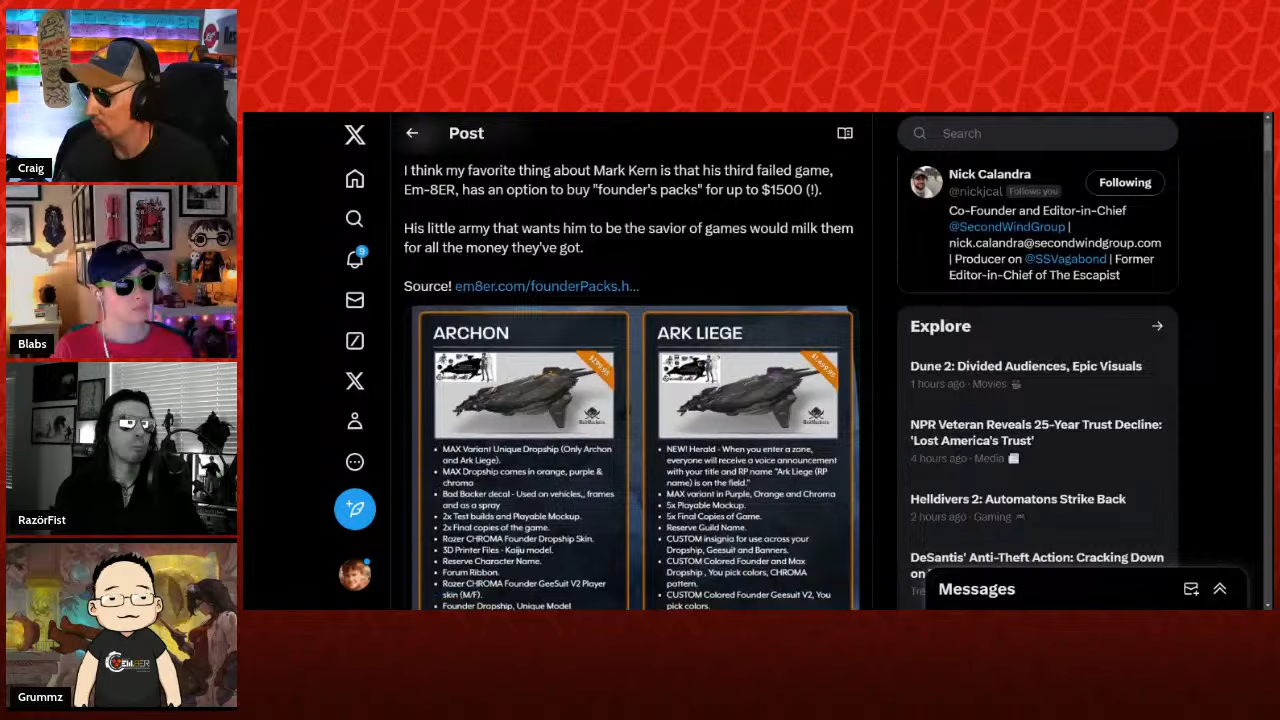 Craig
Blabs
RazörFist
EM8ER
Grummz
X
9
Post
I think my favorite thing about Mark Kern is that his third failed game,
Em-8ER, has an option to buy "founder's packs" for up to $1500 (!).
His little army that wants him to be the savior of games would milk them
for all the money they've got.
Source! em8er.com/founderPacks.h...
ARCHON
$299.95
MAX Variant Unique Dropship (Only Archon
and Ark Liege).
MAX Dropship comes in orange, purple &
chroma
Bad Backer decal - Used on vehicles,, frames
and as a spray
2x Test builds and Playable Mockup.
2x Final copies of the game.
Razer CHROMA Founder Dropship Skin.
3D Printer Files - Kaiju model.
Reserve Character Name.
Forum Ribbon.
Razer CHROMA Founder GeeSuit V2 Player
skin (M/F).
Founder Dropship, Unique Model
ARK LIEGE
$1,499.95
NEW! Herald - When you enter a zone,
everyone will receive a voice announcement
with your title and RP name "Ark Liege (RP
name) is on the field."
MAX variant in Purple, Orange and Chroma
5x Playable Mockup.
5x Final Copies of Game.
Reserve Guild Name.
CUSTOM insignia for use across your
Dropship, Geesuit and Banners.
CUSTOM Colored Founder and Max
Dropship , You pick colors, CHROMA
pattern.
CUSTOM Colored Founder Geesuit V2, You
pick colors.
Search
Nick Calandra
@nickjcal Follows you
Following
Co-Founder and Editor-in-Chief
@SecondWindGroup |
nick.calandra@secondwindgroup.com
| Producer on @SSVagabond | Former
Editor-in-Chief of The Escapist
Explore
Dune 2: Divided Audiences, Epic Visuals
1 hours ago · Movies
NPR Veteran Reveals 25-Year Trust Decline:
'Lost America's Trust'
4 hours ago · Media
Helldivers 2: Automatons Strike Back
2 hours ago · Gaming
DeSantis' Anti-Theft Action: Cracking Down
on
Messages